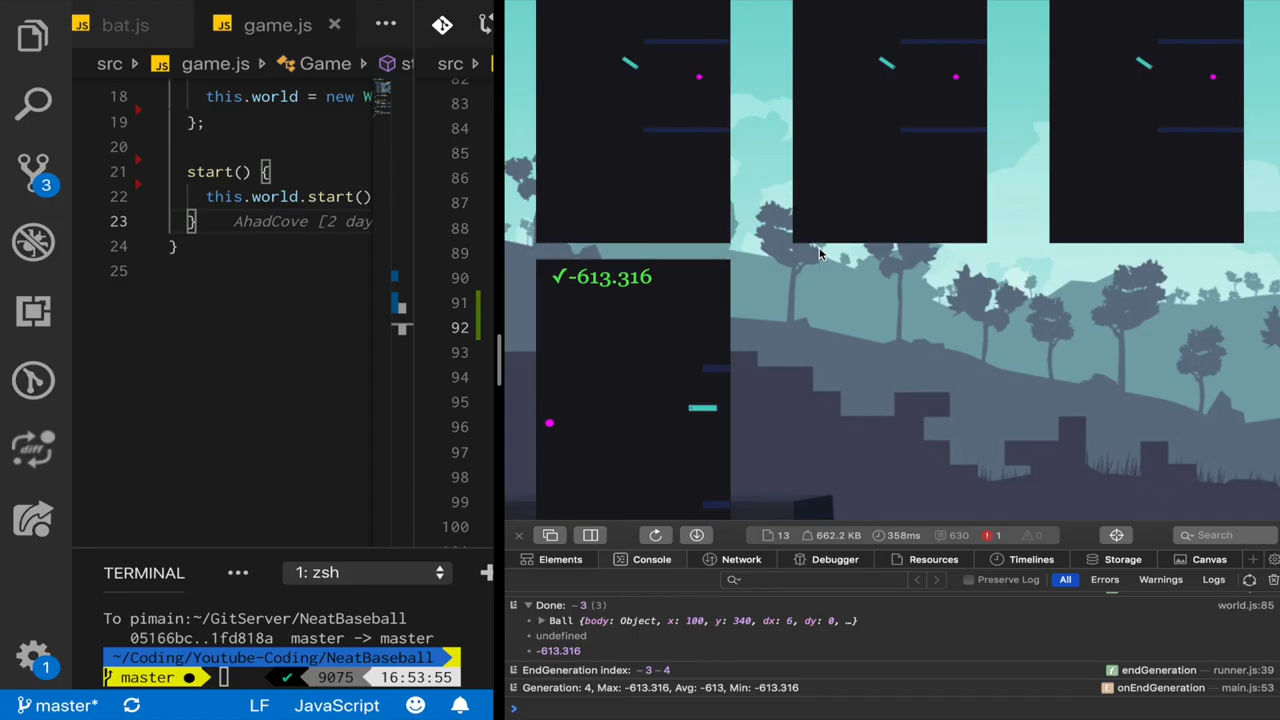 JS bat.js JS game.js × •••
src › JS game.js › Game › st src ›
82
18 this.world = new W 83
19 }; 84
20 85
21 start() { 86
22 this.world.start() 87
23 } AhadCove [2 day 88
24 } 89
25 90
91
92
93
94
95
96
97
98
99
100
3
1
✓-613.316
TERMINAL ••• 1: zsh +
To pimain:~/GitServer/NeatBaseball
05166bc..1fd818a master -> master
~/Coding/Youtube-Coding/NeatBaseball
master ● ✔ 9075 16:53:55
master* LF JavaScript
13 662.2 KB 358ms 630 1 0 Search
Elements Console Network Debugger Resources Timelines Storage Canvas
Preserve Log All Errors Warnings Logs
Done: – 3 (3) world.js:85
Ball {body: Object, x: 100, y: 340, dx: 6, dy: 0, …}
undefined
-613.316
EndGeneration index: – 3 – 4 f endGeneration — runner.js:39
Generation: 4, Max: -613.316, Avg: -613, Min: -613.316 E onEndGeneration — main.js:53